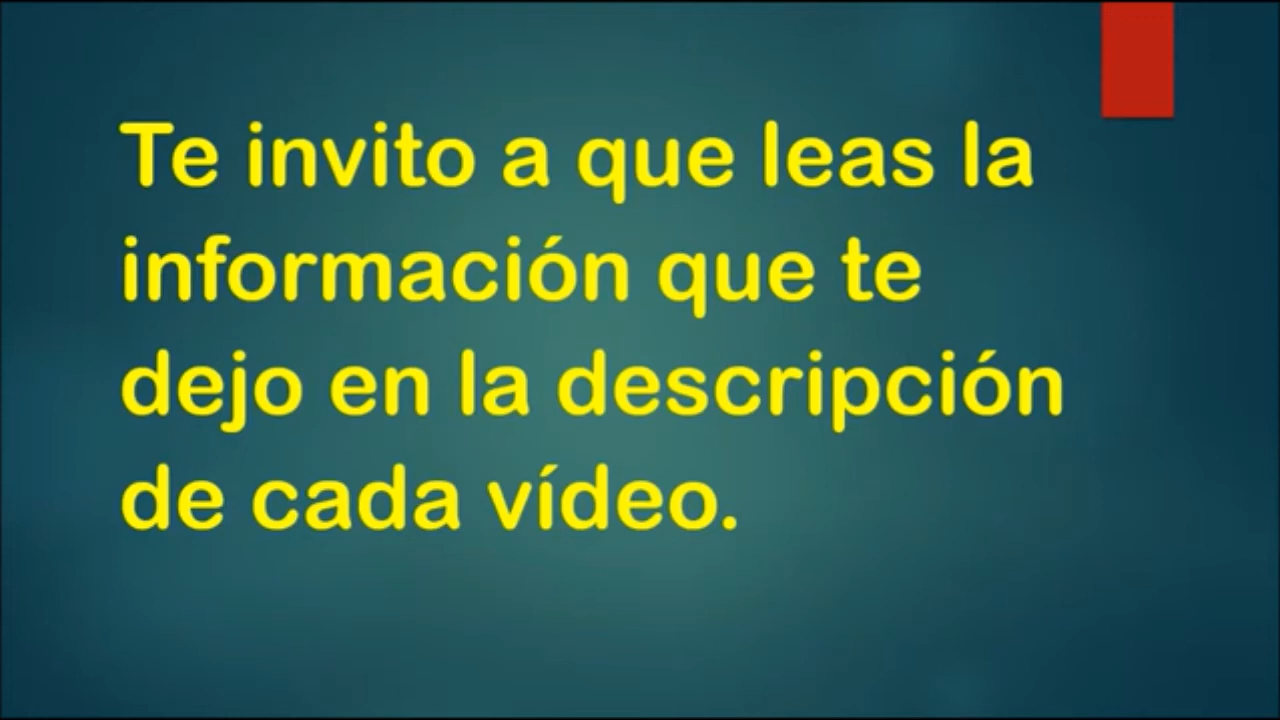 Te invito a que leas la
información que te
dejo en la descripción
de cada vídeo.